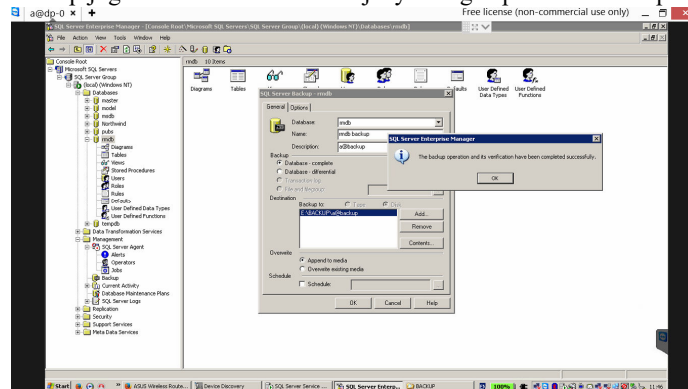 a@dp-0 × +
Free license (non-commercial use only)
SQL Server Enterprise Manager - [Console Root\Microsoft SQL Servers\SQL Server Group\(local) (Windows NT)\Databases\rmdb]
File Action View Tools Window Help
Console Root
Microsoft SQL Servers
SQL Server Group
(local) (Windows NT)
Databases
master
model
msdb
Northwind
pubs
rmdb
Diagrams
Tables
Views
Stored Procedures
Users
Roles
Rules
Defaults
User Defined Data Types
User Defined Functions
tempdb
Data Transformation Services
Management
SQL Server Agent
Alerts
Operators
Jobs
Backup
Current Activity
Database Maintenance Plans
SQL Server Logs
Replication
Security
Support Services
Meta Data Services
rmdb 10 Items
Diagrams
Tables
User Defined Data Types
User Defined Functions
SQL Server Backup - rmdb
General Options
Database: rmdb
Name: rmdb backup
Description: a@backup
Backup
Database - complete
Database - differential
Transaction log
File and filegroup:
Destination
Backup to: Tape Disk
E:\BACKUP\a@backup
Add...
Remove
Contents...
Overwrite
Append to media
Overwrite existing media
Schedule
Schedule:
OK Cancel Help
SQL Server Enterprise Manager
The backup operation and its verification have been completed successfully.
OK
Start
ASUS Wireless Route...
Device Discovery
SQL Server Service ...
SQL Server Enterp...
BACKUP
100%
11:46